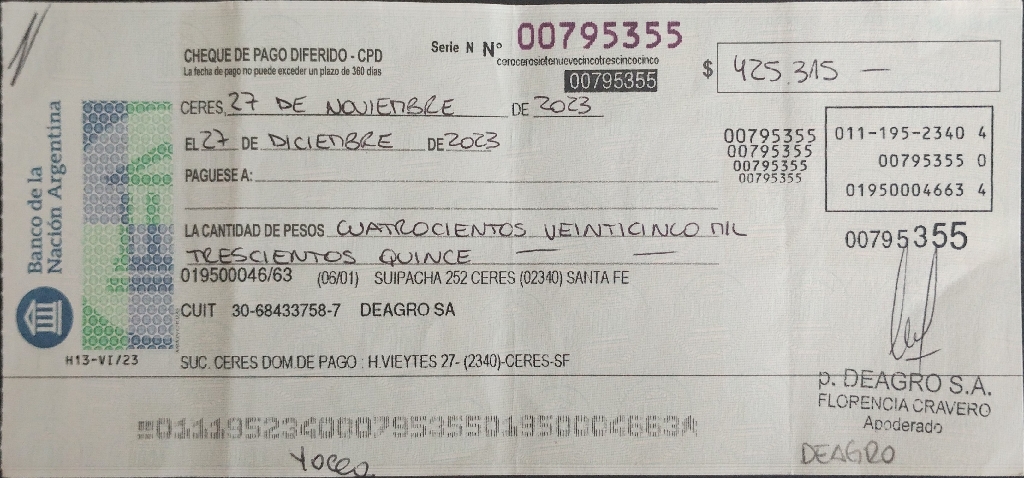 CHEQUE DE PAGO DIFERIDO - CPD
La fecha de pago no puede exceder un plazo de 360 días
Serie N Nº 00795355
cerocerosietenuevecincotrescincocinco
00795355
$ 425.315 —
CERES, 27 DE NOVIEMBRE DE 2023
EL 27 DE DICIEMBRE DE 2023
PAGUESE A:
00795355
00795355
00795355
00795355
011-195-2340 4
00795355 0
01950004663 4
LA CANTIDAD DE PESOS CUATROCIENTOS VEINTICINCO MIL
TRESCIENTOS QUINCE — —
00795355
019500046/63 (06/01) SUIPACHA 252 CERES (02340) SANTA FE
CUIT 30-68433758-7 DEAGRO SA
SUC. CERES DOM DE PAGO : H.VIEYTES 27- (2340)-CERES-SF
Banco de la
Nación Argentina
H13-VI/23
p. DEAGRO S.A.
FLORENCIA CRAVERO
Apoderado
DEAGRO
01119523400079535501950004663